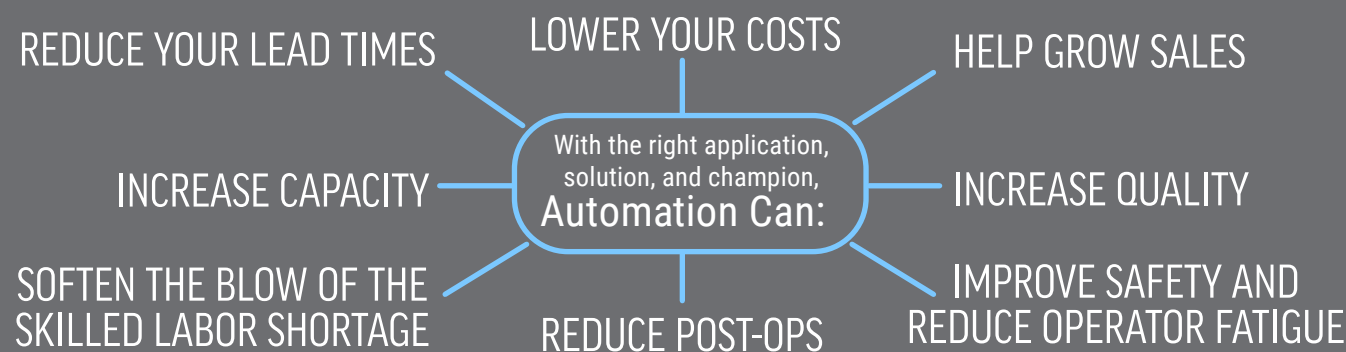 REDUCE YOUR LEAD TIMES
LOWER YOUR COSTS
HELP GROW SALES
With the right application,
solution, and champion,
Automation Can:
INCREASE CAPACITY
INCREASE QUALITY
SOFTEN THE BLOW OF THE
SKILLED LABOR SHORTAGE
REDUCE POST-OPS
IMPROVE SAFETY AND
REDUCE OPERATOR FATIGUE